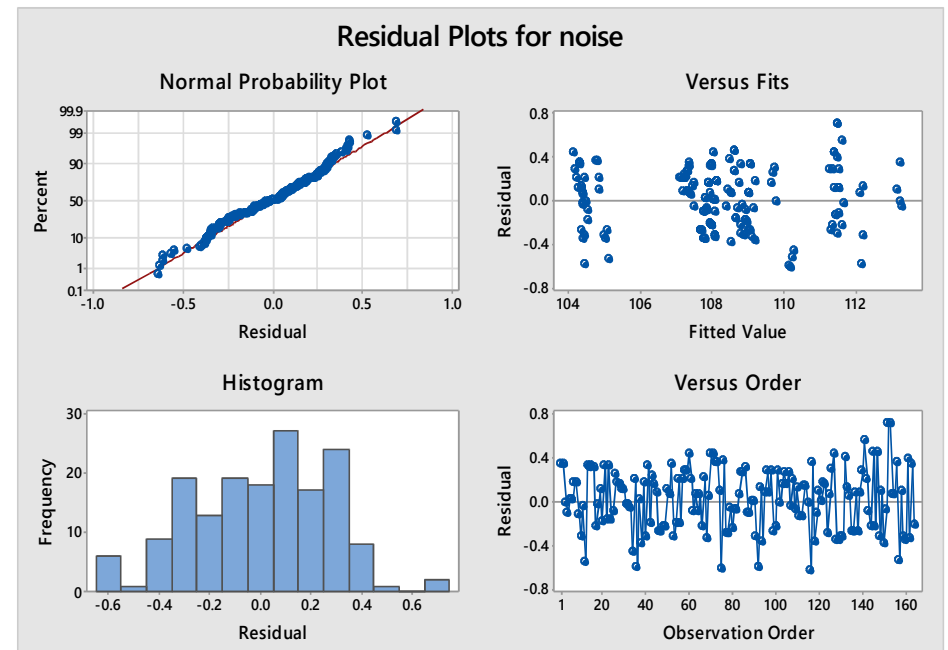 Residual Plots for noise
Normal Probability Plot
99.9
99
90
50
10
1
0.1
Percent
-1.0 -0.5 0.0 0.5 1.0
Residual
Versus Fits
0.8
0.4
0.0
-0.4
-0.8
Residual
104 106 108 110 112
Fitted Value
Histogram
30
20
10
0
Frequency
-0.6 -0.4 -0.2 0.0 0.2 0.4 0.6
Residual
Versus Order
0.8
0.4
0.0
-0.4
-0.8
Residual
1 20 40 60 80 100 120 140 160
Observation Order